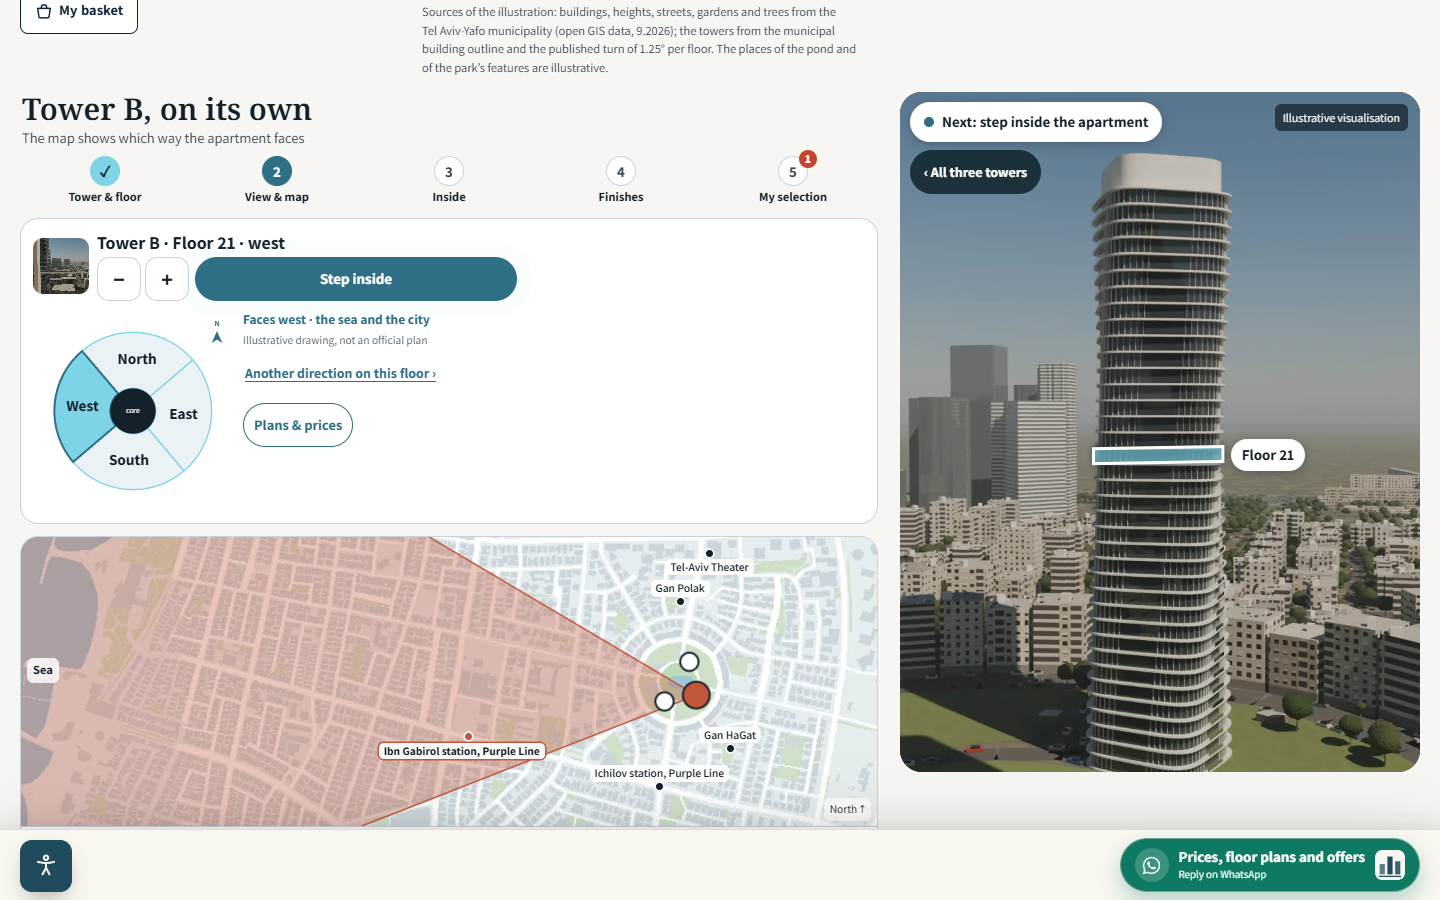 My basket
Sources of the illustration: buildings, heights, streets, gardens and trees from the
Tel Aviv-Yafo municipality (open GIS data, 9.2026); the towers from the municipal
building outline and the published turn of 1.25° per floor. The places of the pond and
of the park's features are illustrative.
Tower B, on its own
The map shows which way the apartment faces
✓
2
3
4
5
1
Tower & floor
View & map
Inside
Finishes
My selection
Tower B · Floor 21 · west
−
+
Step inside
N
Faces west · the sea and the city
Illustrative drawing, not an official plan
Another direction on this floor ›
Plans & prices
North
West
core
East
South
Tel-Aviv Theater
Gan Polak
Sea
Gan HaGat
Ibn Gabirol station, Purple Line
Ichilov station, Purple Line
North ↑
Next: step inside the apartment
Illustrative visualisation
‹ All three towers
Floor 21
Prices, floor plans and offers
Reply on WhatsApp